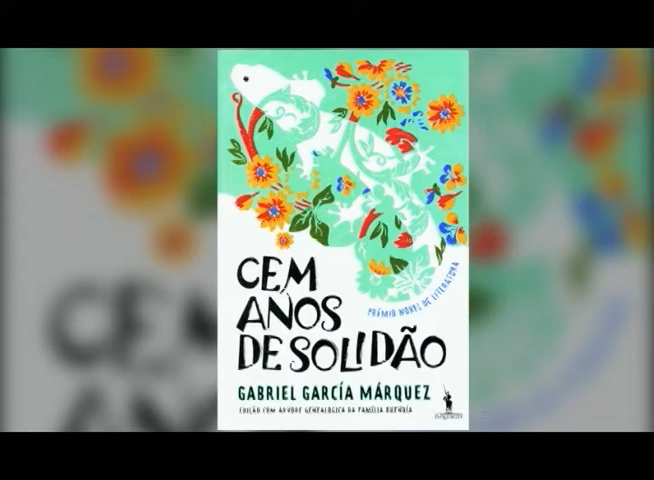 PRÉMIO NOBEL DE LITERATURA
CEM
ANOS
DE SOLIDÃO
GABRIEL GARCÍA MÁRQUEZ
EDIÇÃO COM ÁRVORE GENEALÓGICA DA FAMÍLIA BUENDÍA